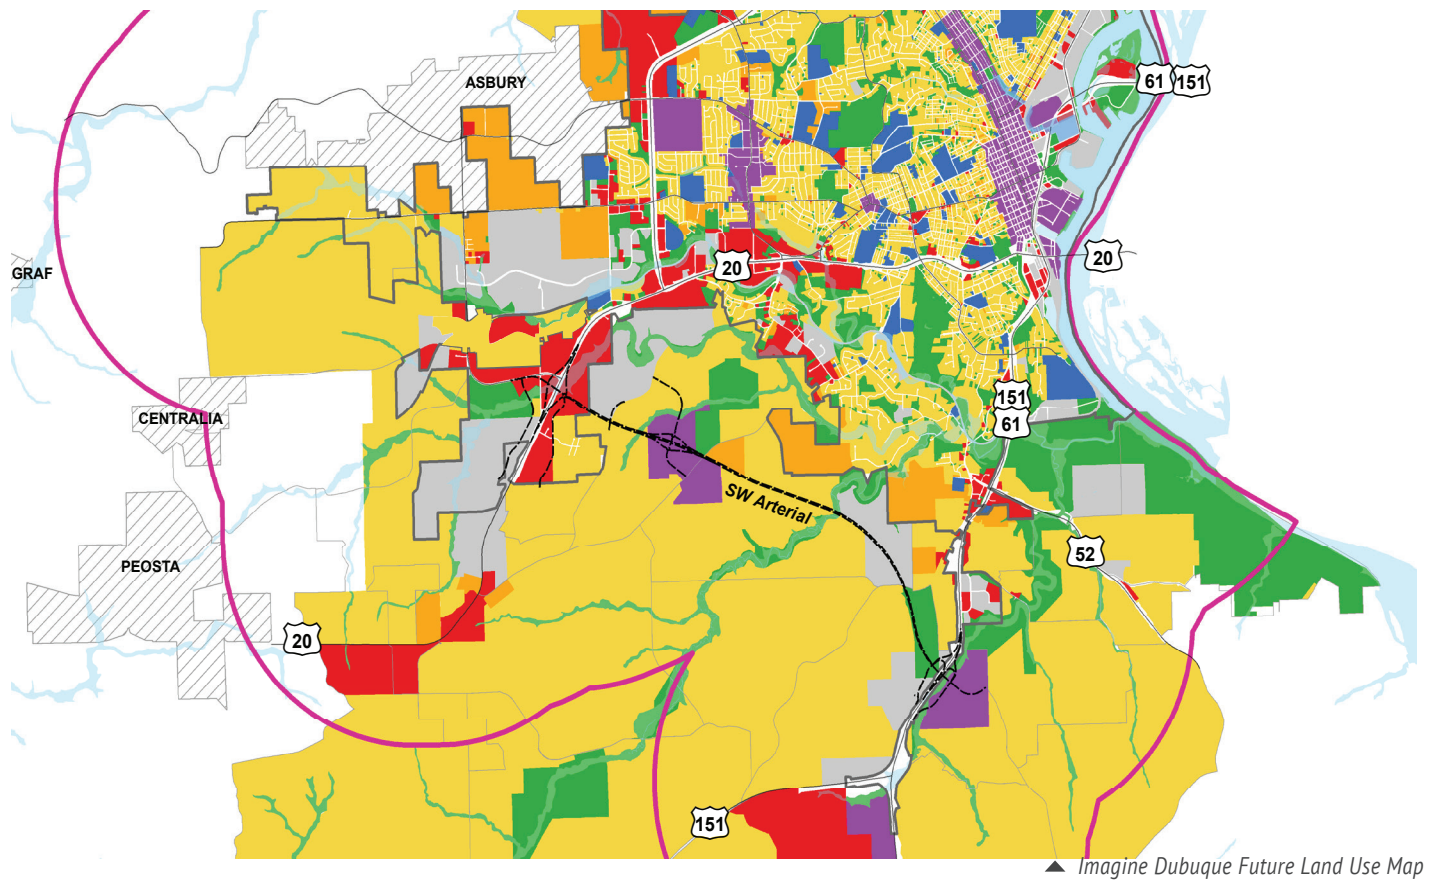 ASBURY
61
151
GRAF
20
20
CENTRALIA
151
61
SW Arterial
PEOSTA
52
20
151
Imagine Dubuque Future Land Use Map